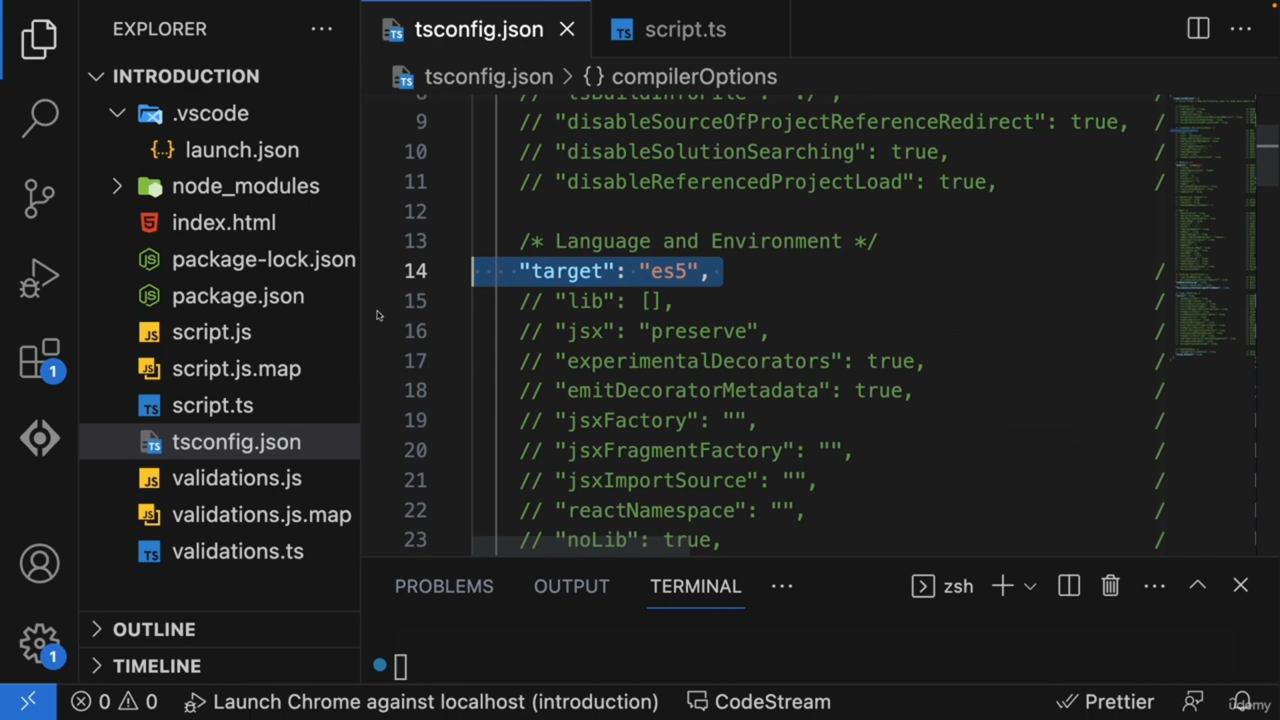 EXPLORER
INTRODUCTION
.vscode
launch.json
node_modules
index.html
package-lock.json
package.json
script.js
script.js.map
script.ts
tsconfig.json
validations.js
validations.js.map
validations.ts
OUTLINE
TIMELINE
tsconfig.json
script.ts
tsconfig.json > {} compilerOptions
9 // "disableSourceOfProjectReferenceRedirect": true, /
10 // "disableSolutionSearching": true, /
11 // "disableReferencedProjectLoad": true, /
12
13 /* Language and Environment */
14 "target": "es5", /
15 // "lib": [], /
16 // "jsx": "preserve", /
17 // "experimentalDecorators": true, /
18 // "emitDecoratorMetadata": true, /
19 // "jsxFactory": "", /
20 // "jsxFragmentFactory": "", /
21 // "jsxImportSource": "", /
22 // "reactNamespace": "", /
23 // "noLib": true, /
PROBLEMS OUTPUT TERMINAL zsh
1
1
0 0 Launch Chrome against localhost (introduction) CodeStream Prettier
udemy